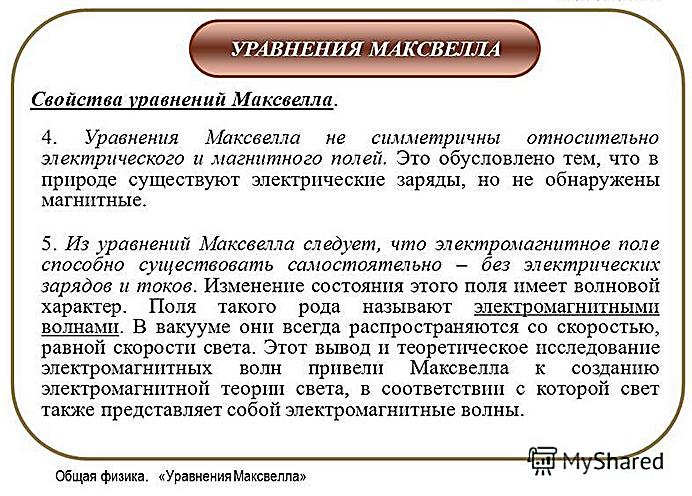 УРАВНЕНИЯ МАКСВЕЛЛА
Свойства уравнений Максвелла.
4. Уравнения Максвелла не симметричны относительно
электрического и магнитного полей. Это обусловлено тем, что в
природе существуют электрические заряды, но не обнаружены
магнитные.
5. Из уравнений Максвелла следует, что электромагнитное поле
способно существовать самостоятельно – без электрических
зарядов и токов. Изменение состояния этого поля имеет волновой
характер. Поля такого рода называют электромагнитными
волнами. В вакууме они всегда распространяются со скоростью,
равной скорости света. Этот вывод и теоретическое исследование
электромагнитных волн привели Максвелла к созданию
электромагнитной теории света, в соответствии с которой свет
также представляет собой электромагнитные волны.
MyShared
Общая физика. «Уравнения Максвелла»